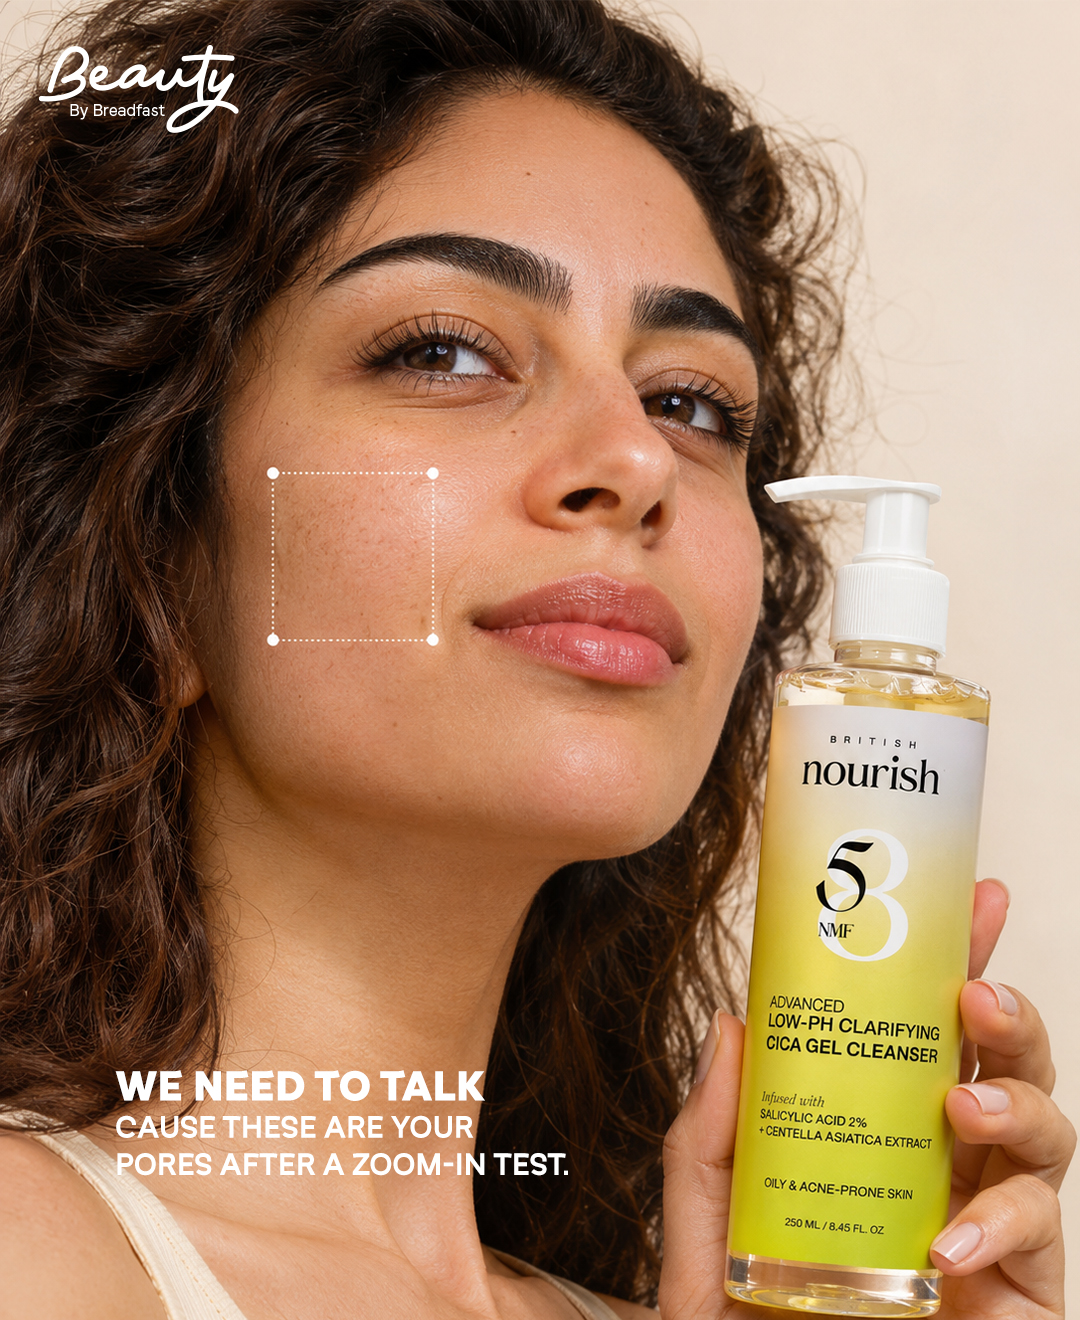 Beauty
By Breadfast
BRITISH
nourish
58
NMF
ADVANCED
LOW-PH CLARIFYING
CICA GEL CLEANSER
Infused with
SALICYLIC ACID 2%
+ CENTELLA ASIATICA EXTRACT
OILY & ACNE-PRONE SKIN
250 ML / 8.45 FL. OZ
WE NEED TO TALK
CAUSE THESE ARE YOUR
PORES AFTER A ZOOM-IN TEST.